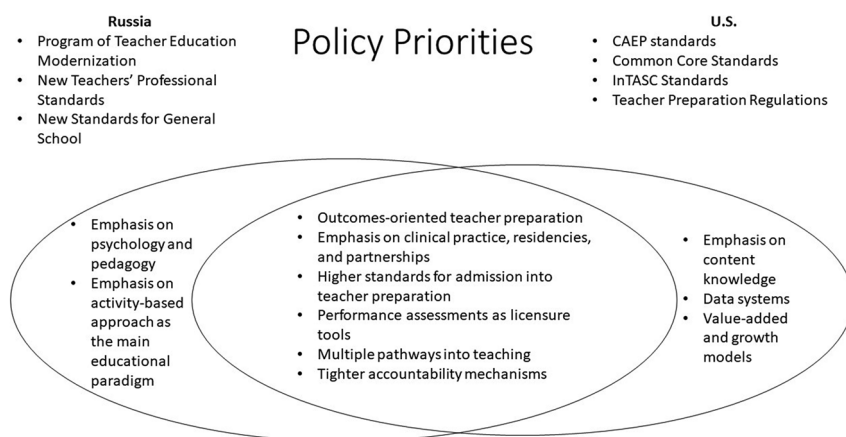 Policy Priorities
Russia
• Program of Teacher Education
Modernization
• New Teachers' Professional
Standards
• New Standards for General
School
U.S.
• CAEP standards
• Common Core Standards
• InTASC Standards
• Teacher Preparation Regulations
• Emphasis on
psychology and
pedagogy
• Emphasis on
activity-based
approach as
the main
educational
paradigm
• Outcomes-oriented teacher preparation
• Emphasis on clinical practice, residencies,
and partnerships
• Higher standards for admission into
teacher preparation
• Performance assessments as licensure
tools
• Multiple pathways into teaching
• Tighter accountability mechanisms
• Emphasis on
content
knowledge
• Data systems
• Value-added
and growth
models